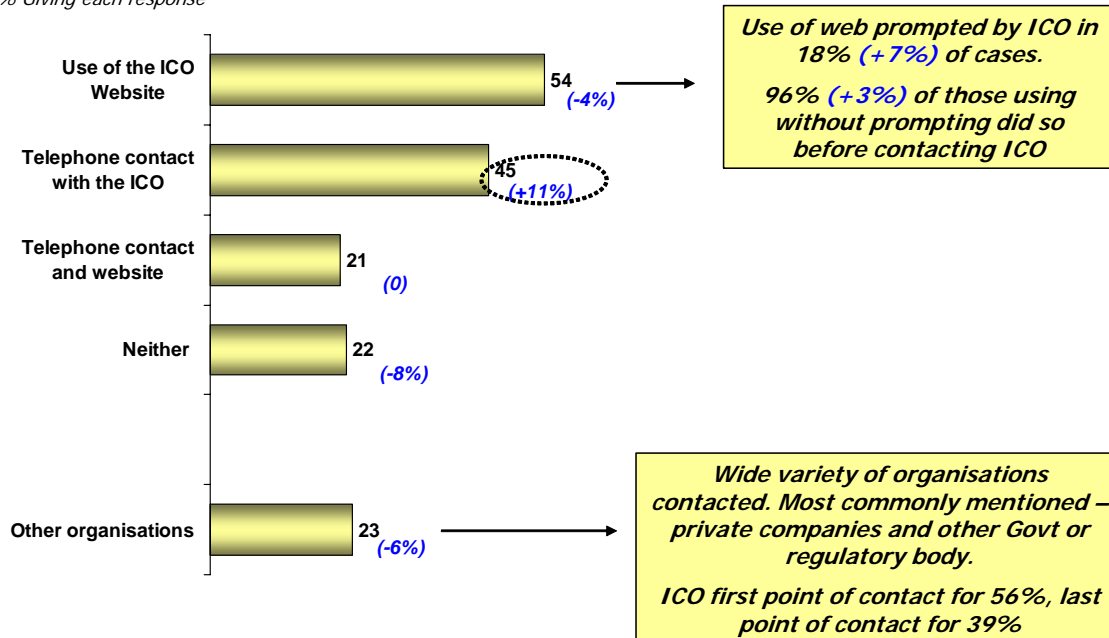 % Giving each response
Use of the ICO
Website
54
(-4%)
Use of web prompted by ICO in
18% (+7%) of cases.
96% (+3%) of those using
without prompting did so
before contacting ICO
Telephone contact
with the ICO
45
(+11%)
Telephone contact
and website
21
(0)
Neither
22
(-8%)
Other organisations
23
(-6%)
Wide variety of organisations
contacted. Most commonly mentioned –
private companies and other Govt or
regulatory body.
ICO first point of contact for 56%, last
point of contact for 39%